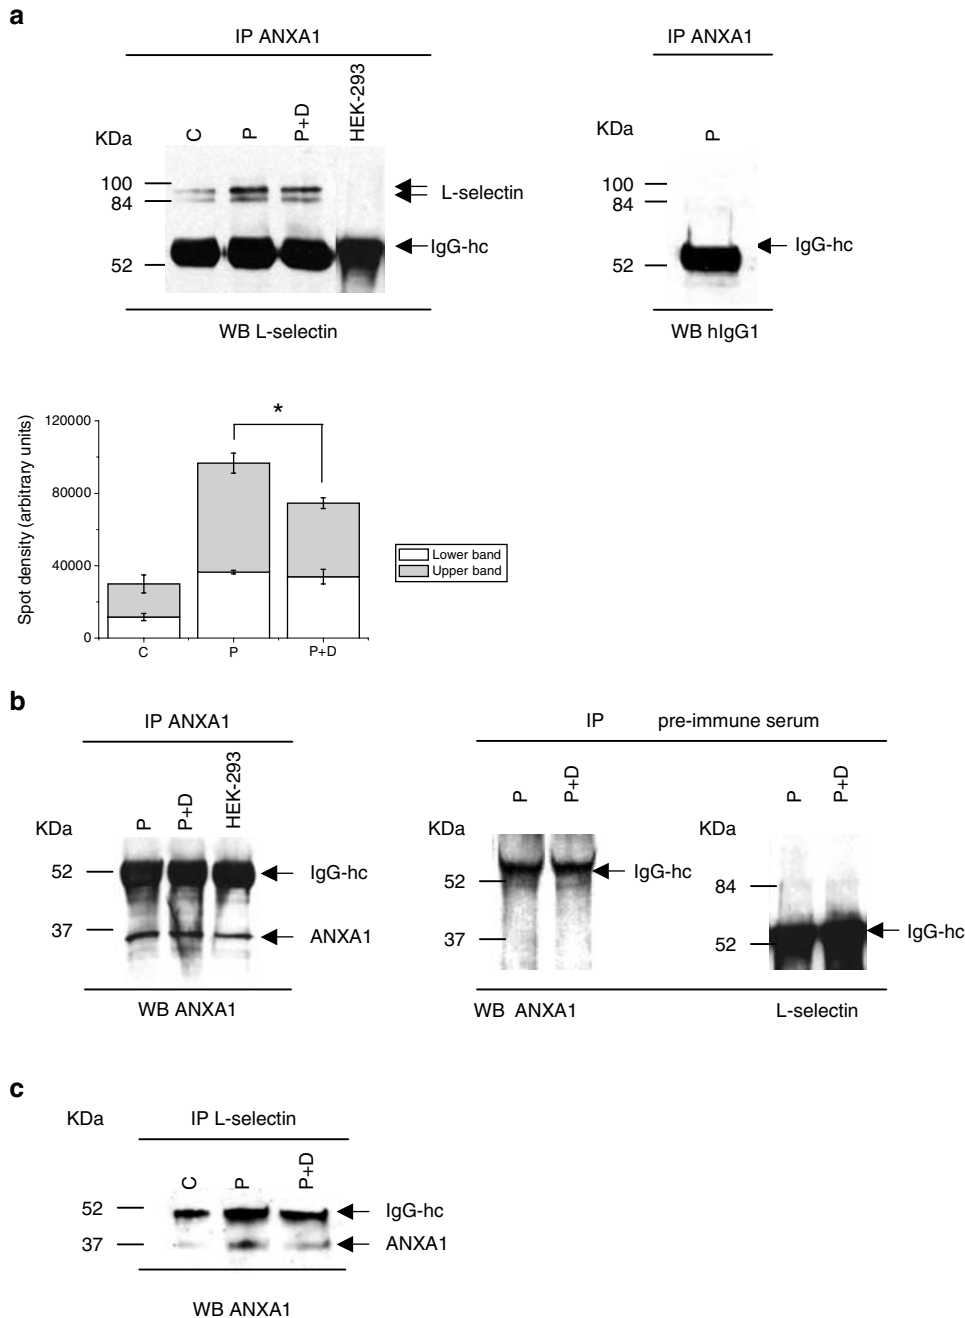 a
IP ANXA1
IP ANXA1
KDa
C
P
P+D
HEK-293
KDa
P
100
84
52
L-selectin
IgG-hc
100
84
52
IgG-hc
WB L-selectin
WB hIgG1
Spot density (arbitrary units)
120000
80000
40000
0
*
C
P
P+D
Lower band
Upper band
b
IP ANXA1
IP pre-immune serum
KDa
P
P+D
HEK-293
KDa
P
P+D
KDa
P
P+D
52
37
IgG-hc
ANXA1
52
37
IgG-hc
84
52
IgG-hc
WB ANXA1
WB ANXA1
L-selectin
c
KDa
IP L-selectin
C
P
P+D
52
37
IgG-hc
ANXA1
WB ANXA1